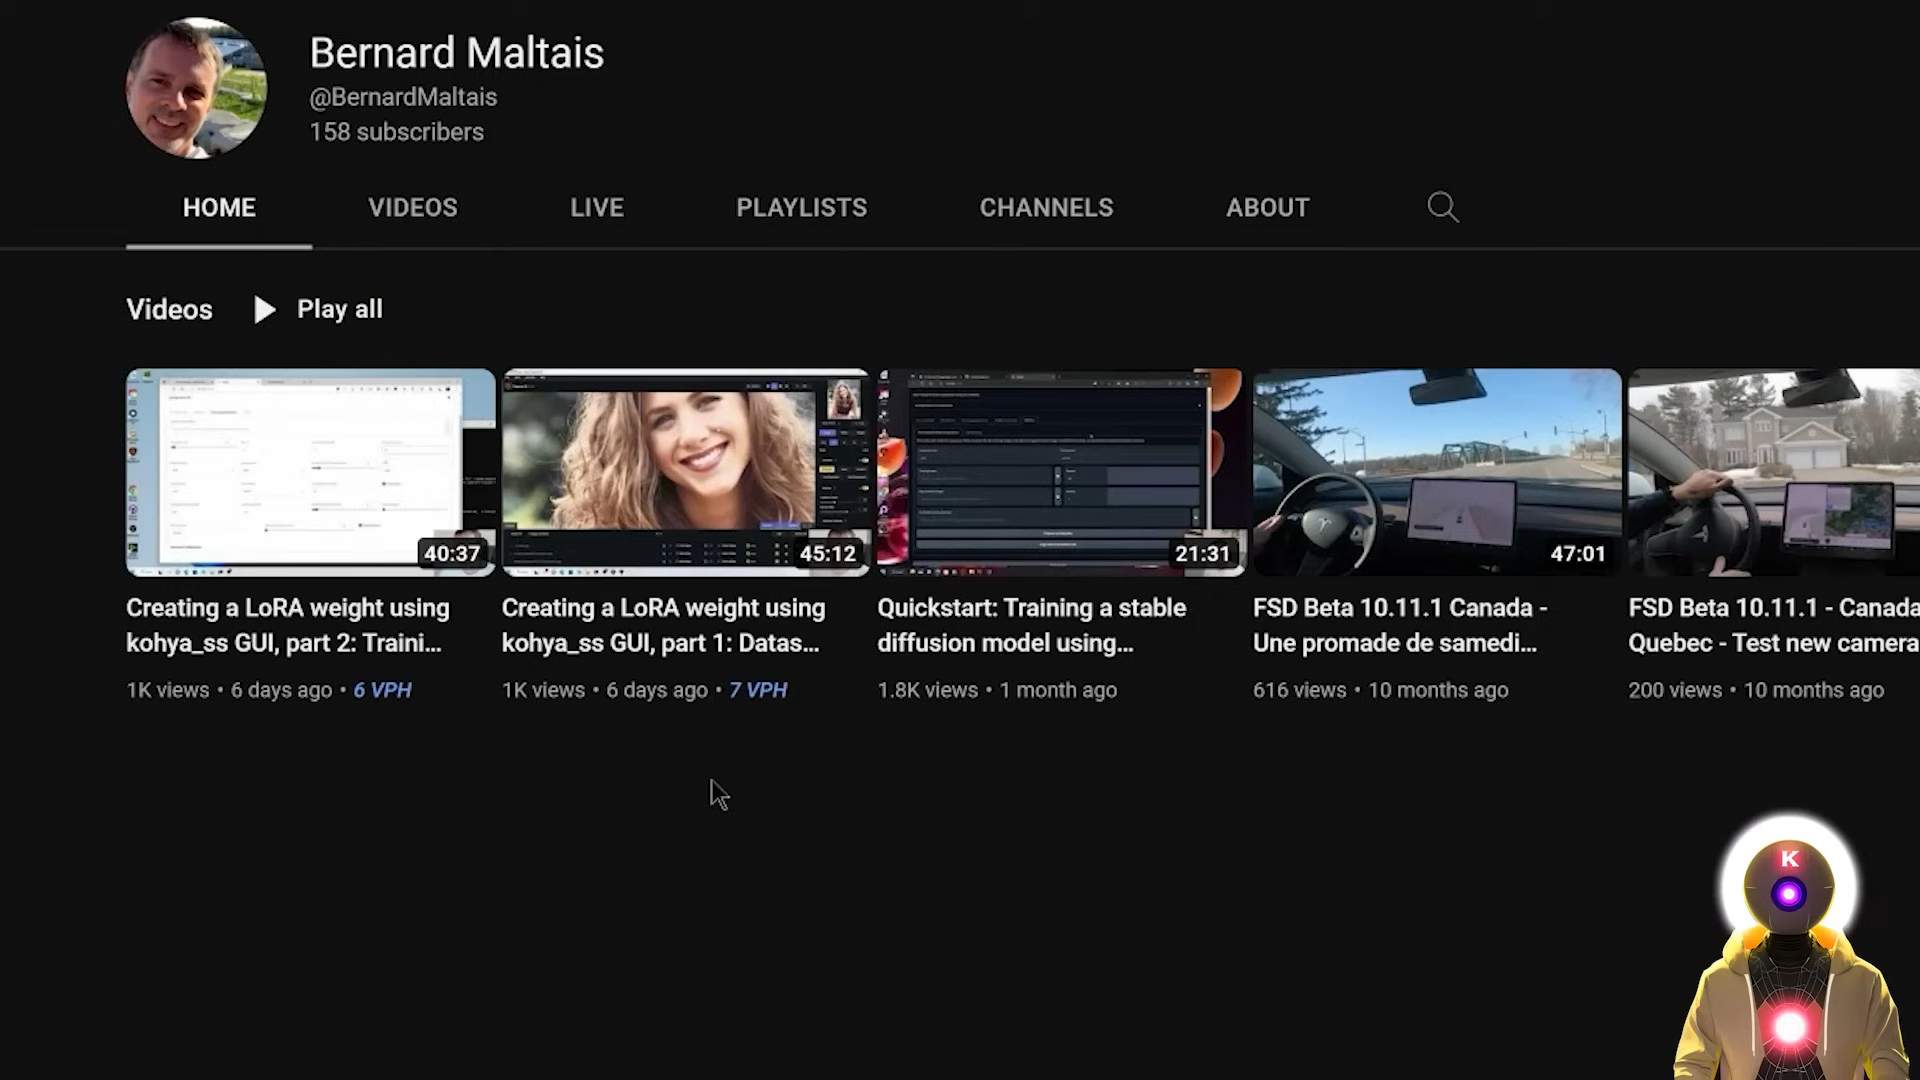 Bernard Maltais
@BernardMaltais
158 subscribers
HOME VIDEOS LIVE PLAYLISTS CHANNELS ABOUT
Videos Play all
40:37 45:12 21:31 47:01
Creating a LoRA weight using
kohya_ss GUI, part 2: Traini...
1K views • 6 days ago • 6 VPH
Creating a LoRA weight using
kohya_ss GUI, part 1: Datas...
1K views • 6 days ago • 7 VPH
Quickstart: Training a stable
diffusion model using...
1.8K views • 1 month ago
FSD Beta 10.11.1 Canada -
Une promade de samedi...
616 views • 10 months ago
FSD Beta 10.11.1 - Canada
Quebec - Test new camera
200 views • 10 months ago
K